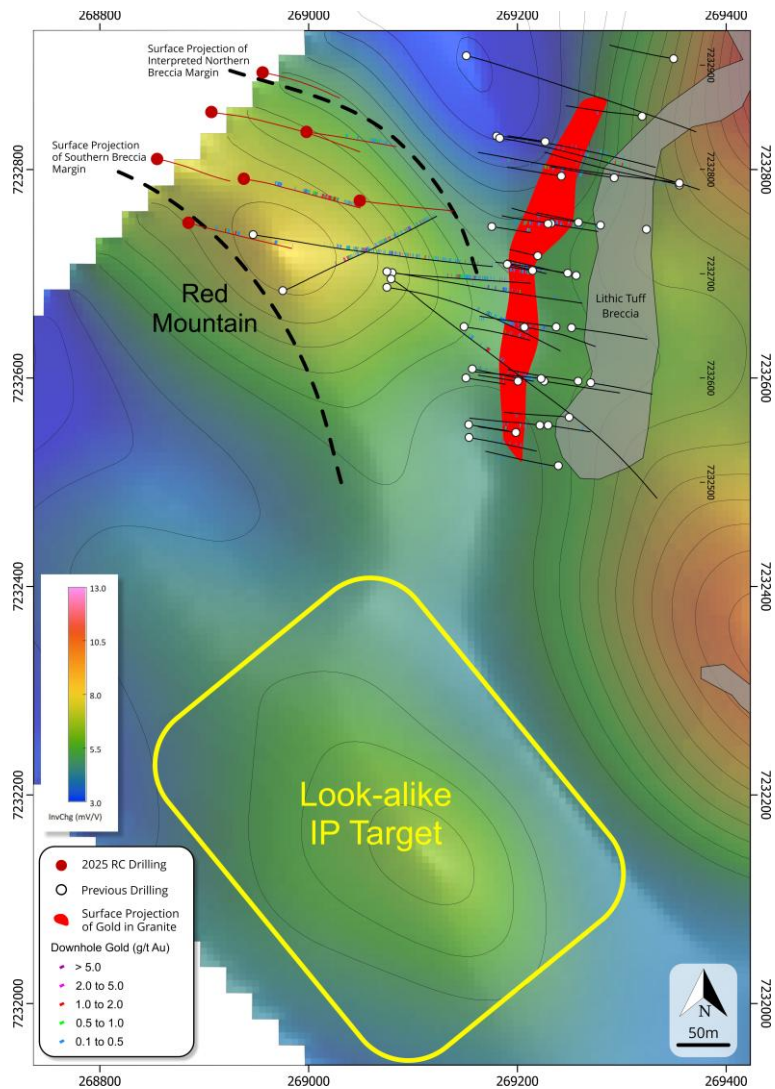 268800
269000
269200
269400
Surface Projection of
Interpreted Northern
Breccia Margin
7232900
Surface Projection
of Southern Breccia
Margin
7232800
7232800
7232700
Red
Mountain
Lithic Tuff
Breccia
7232600
7232600
7232500
7232400
7232400
13.0
10.5
8.0
5.5
3.0
InvChg (mV/V)
7232200
7232200
Look-alike
IP Target
2025 RC Drilling
Previous Drilling
Surface Projection
of Gold in Granite
Downhole Gold (g/t Au)
> 5.0
2.0 to 5.0
1.0 to 2.0
0.5 to 1.0
0.1 to 0.5
7232000
7232000
N
50m
268800
269000
269200
269400